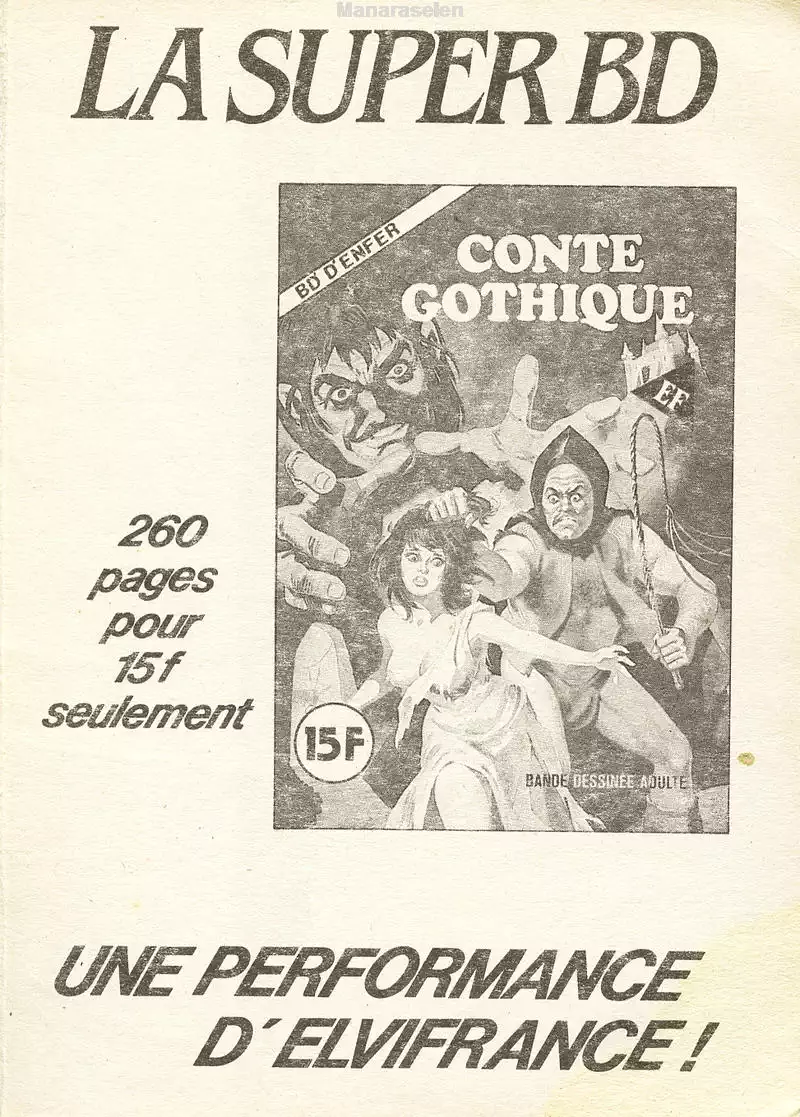 Manaraselen
LA SUPER BD
BD D'ENFER
CONTE
GOTHIQUE
EF
260
pages
pour
15f
seulement
15F
BANDE DESSINÉE ADULTE
UNE PERFORMANCE
D'ELVIFRANCE !